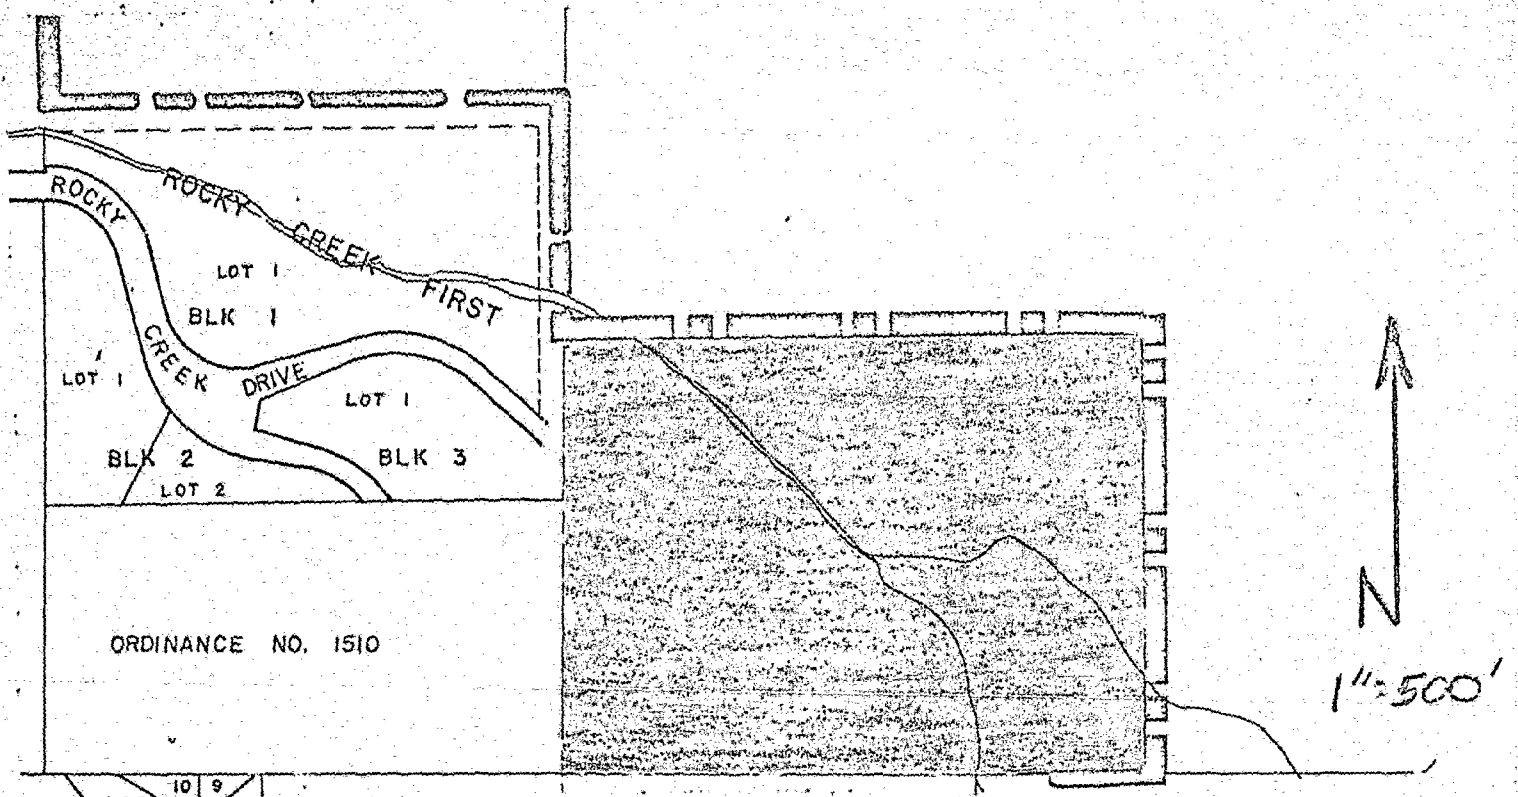 ROCKY CREEK DRIVE
ROCKY CREEK FIRST
LOT 1
BLK 1
LOT 1
LOT 1
BLK 2
BLK 3
LOT 2
ORDINANCE NO. 1510
10 9
N
1"=500'